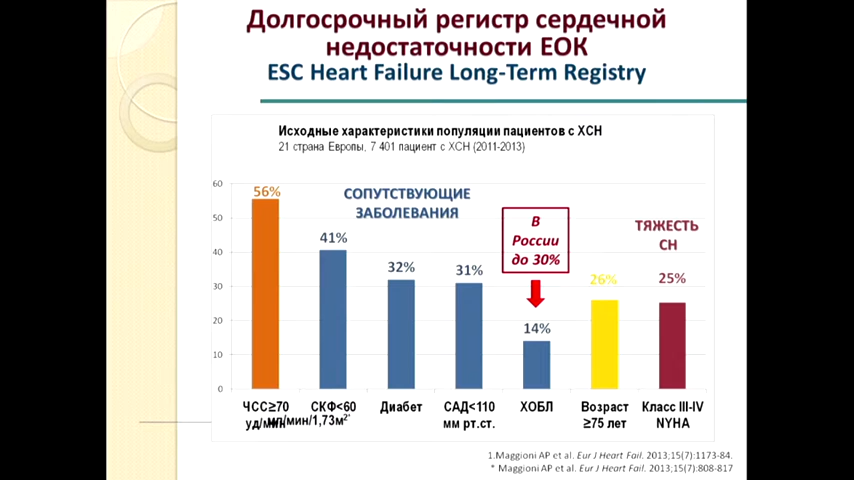 Долгосрочный регистр сердечной
недостаточности ЕОК
ESC Heart Failure Long-Term Registry
Исходные характеристики популяции пациентов с ХСН
21 страна Европы, 7 401 пациент с ХСН (2011-2013)
60
50
40
30
20
10
0
СОПУТСТВУЮЩИЕ
ЗАБОЛЕВАНИЯ
В
России
до 30%
ТЯЖЕСТЬ
СН
56%
41%
32%
31%
14%
26%
25%
ЧСС≥70
уд/мин
СКФ<60
мл/мин/1,73м²*
Диабет
САД<110
мм рт.ст.
ХОБЛ
Возраст
≥75 лет
Класс III-IV
NYHA
1.Maggioni AP et al. Eur J Heart Fail. 2013;15(7):1173-84.
* Maggioni AP et al. Eur J Heart Fail. 2013;15(7):808-817